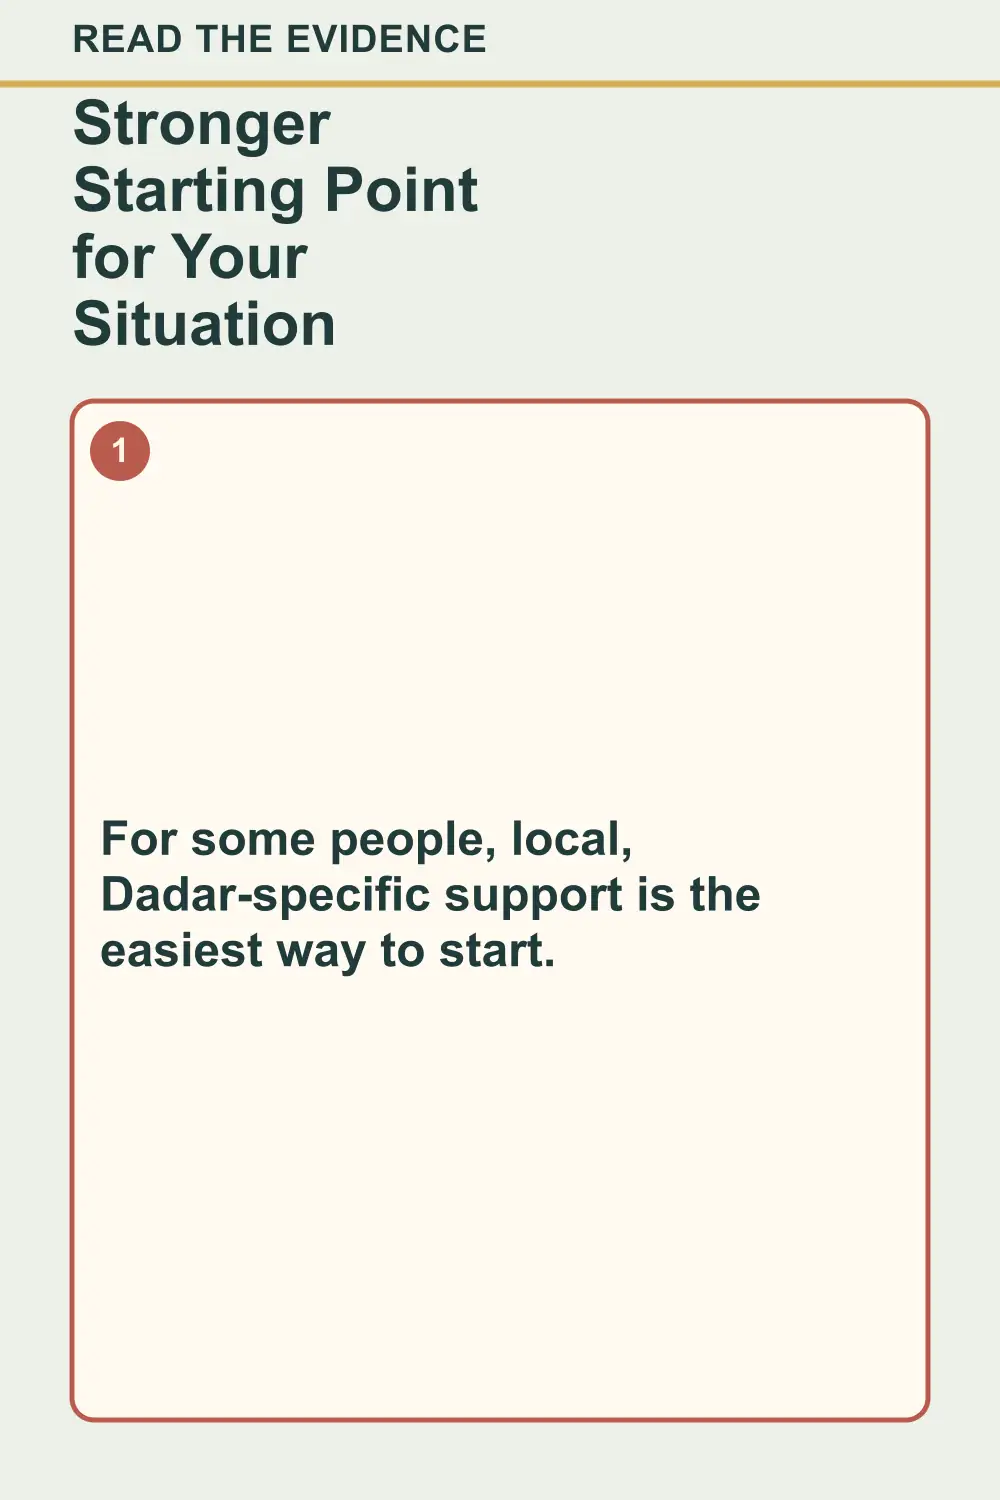 READ THE EVIDENCE
Stronger
Starting Point
for Your
Situation
1
For some people, local,
Dadar-specific support is the
easiest way to start.